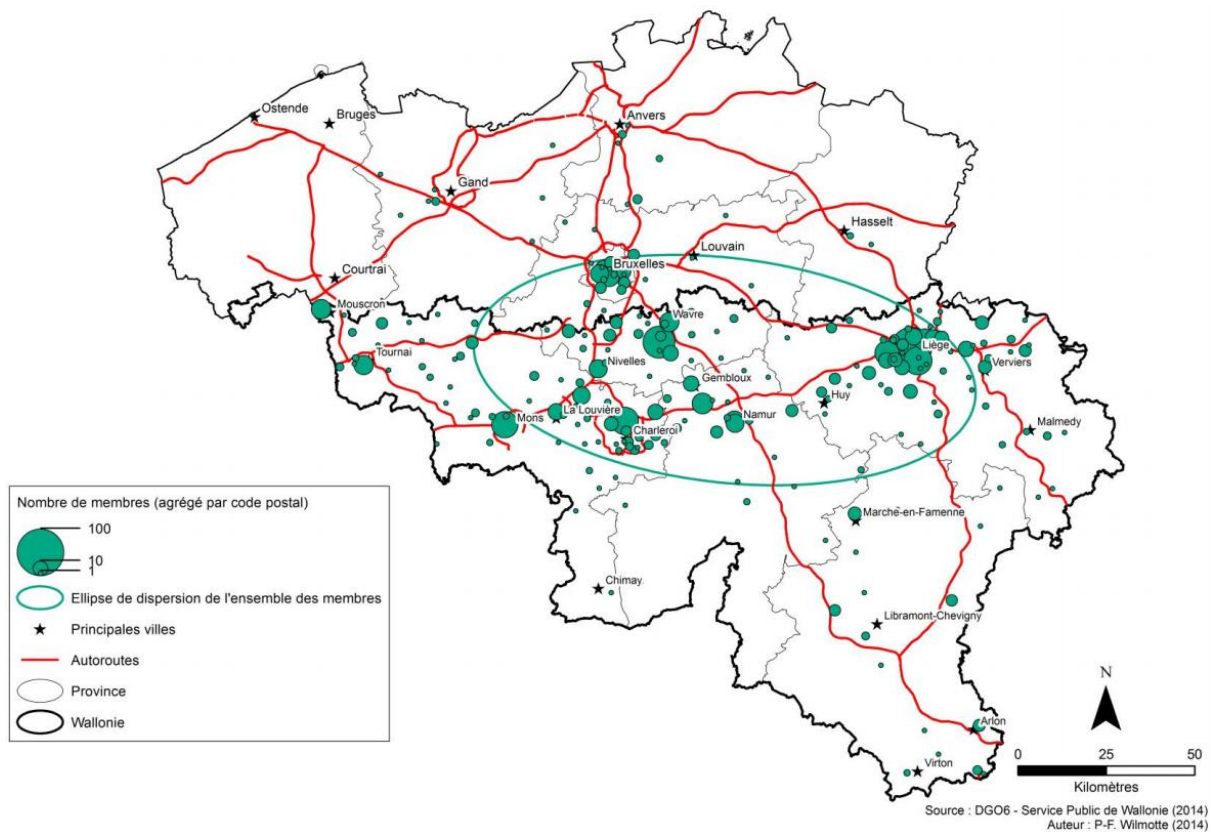 Ostende
Bruges
Anvers
Gand
Hasselt
Louvain
Bruxelles
Courtrai
Mouscron
Wavre
Liège
Tournai
Nivelles
Verviers
Gembloux
Huy
La Louvière
Mons
Namur
Malmedy
Charleroi
Marche-en-Famenne
Chimay
Libramont-Chevigny
Arlon
Virton
Nombre de membres (agrégé par code postal)
100
10
1
Ellipse de dispersion de l'ensemble des membres
Principales villes
Autoroutes
Province
Wallonie
N
0 25 50
Kilomètres
Source : DGO6 - Service Public de Wallonie (2014)
Auteur : P-F. Wilmotte (2014)